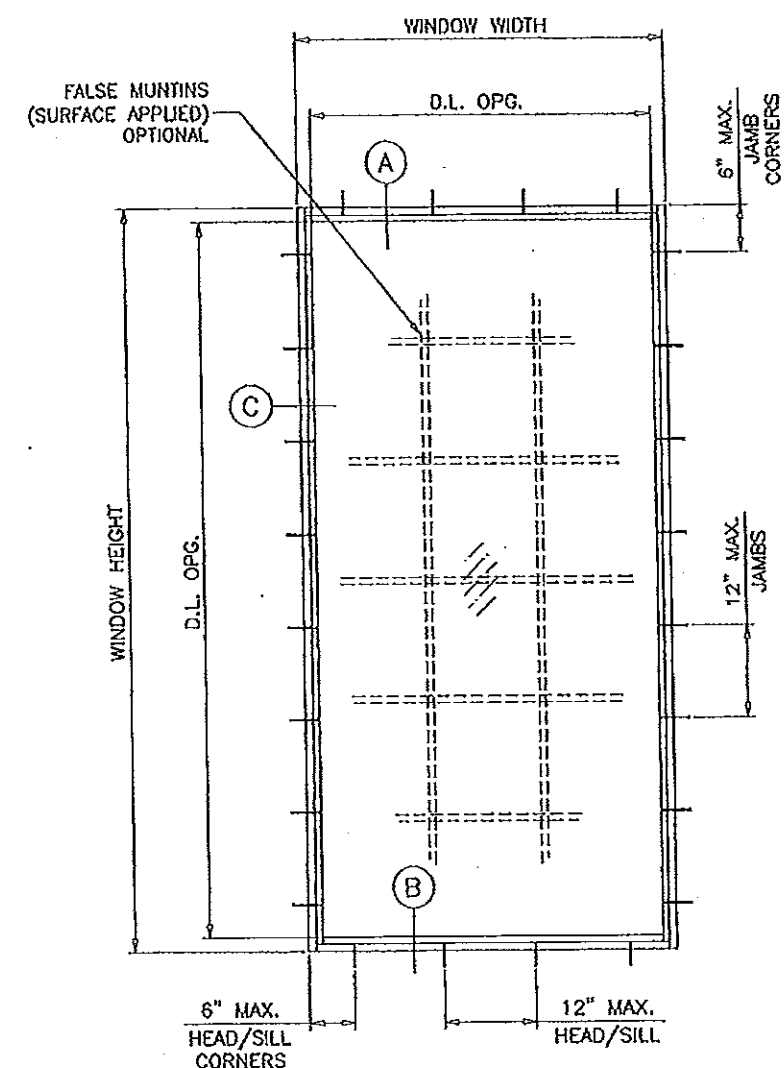 WINDOW WIDTH
FALSE MUNTINS
(SURFACE APPLIED)
OPTIONAL
D.L. OPG.
6" MAX.
JAMB
CORNERS
A
C
WINDOW HEIGHT
D.L. OPG.
12" MAX.
JAMBS
B
6" MAX.
HEAD/SILL
CORNERS
12" MAX.
HEAD/SILL